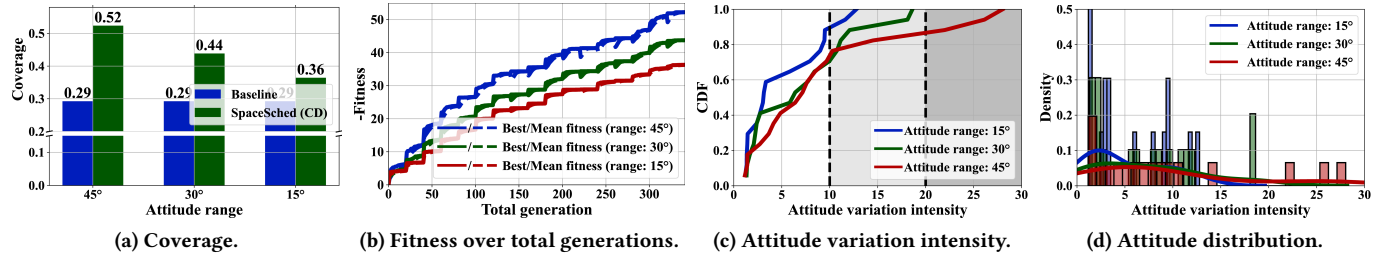 0.5
0.4
0.3
0.2
0.1
0.0
Coverage
0.29
0.52
0.29
0.44
0.29
0.36
Baseline
SpaceSched (CD)
45°
30°
15°
Attitude range
(a) Coverage.
50
40
30
20
10
0
-Fitness
/ Best/Mean fitness (range: 45°)
/ Best/Mean fitness (range: 30°)
/ Best/Mean fitness (range: 15°)
0 50 100 150 200 250 300
Total generation
(b) Fitness over total generations.
1.0
0.8
0.6
0.4
0.2
0.0
CDF
Attitude range: 15°
Attitude range: 30°
Attitude range: 45°
0 10 20 30
Attitude variation intensity
(c) Attitude variation intensity.
0.5
0.4
0.3
0.2
0.1
0.0
Density
Attitude range: 15°
Attitude range: 30°
Attitude range: 45°
0 5 10 15 20 25 30
Attitude variation intensity
(d) Attitude distribution.